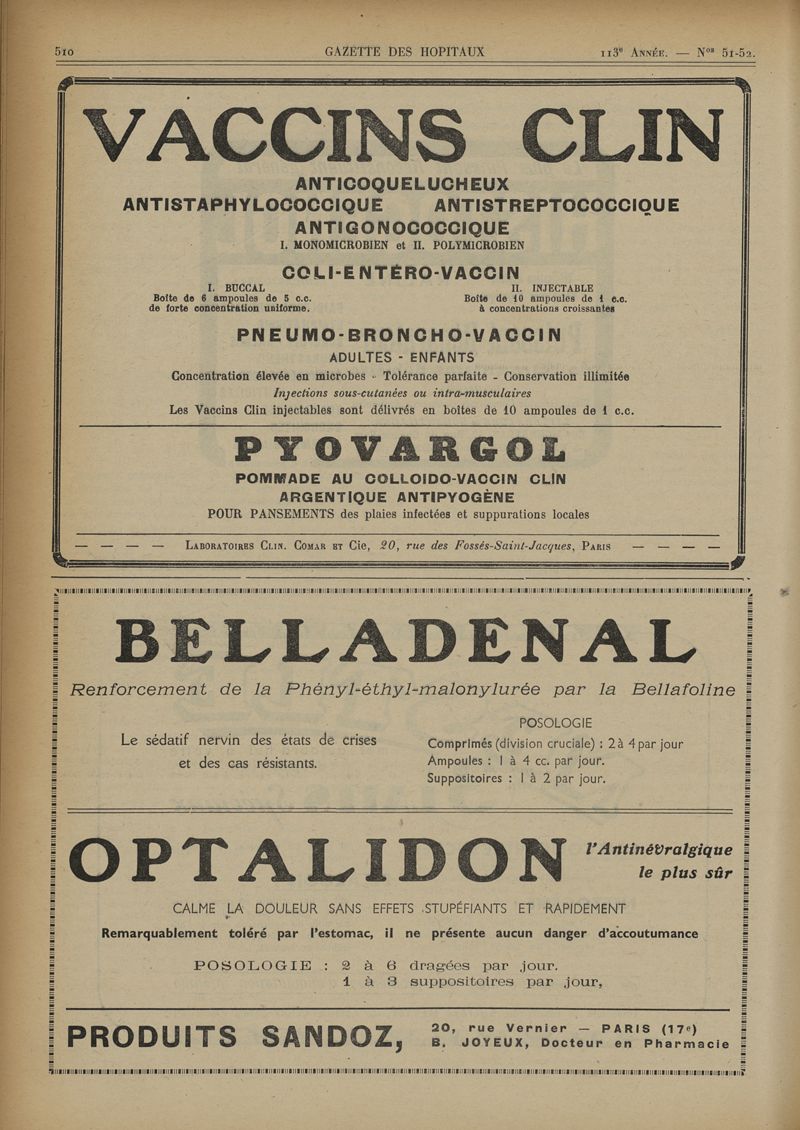 510
GAZETTE DES HOPITAUX
113e ANNÉE. — Nos 51-52.
VACCINS CLIN
ANTICOQUELUCHEUX
ANTISTAPHYLOCOCCIQUE ANTISTREPTOCOCCIQUE
ANTIGONOCOCCIQUE
I. MONOMICROBIEN et II. POLYMICROBIEN
COLI-ENTÉRO-VACCIN
I. BUCCAL
Boîte de 6 ampoules de 5 c.c.
de forte concentration uniforme.
II. INJECTABLE
Boîte de 10 ampoules de 1 c.c.
à concentrations croissantes
PNEUMO-BRONCHO-VACCIN
ADULTES - ENFANTS
Concentration élevée en microbes - Tolérance parfaite - Conservation illimitée
Injections sous-cutanées ou intra-musculaires
Les Vaccins Clin injectables sont délivrés en boîtes de 10 ampoules de 1 c.c.
PYOVARGOL
POMMADE AU COLLOIDO-VACCIN CLIN
ARGENTIQUE ANTIPYOGÈNE
POUR PANSEMENTS des plaies infectées et suppurations locales
— — — — LABORATOIRES CLIN. COMAR ET Cie, 20, rue des Fossés-Saint-Jacques, PARIS — — — —
BELLADENAL
Renforcement de la Phényl-éthyl-malonylurée par la Bellafoline
Le sédatif nervin des états de crises
et des cas résistants.
POSOLOGIE
Comprimés (division cruciale) : 2 à 4 par jour
Ampoules : 1 à 4 cc. par jour.
Suppositoires : 1 à 2 par jour.
OPTALIDON
l'Antinévralgique
le plus sûr
CALME LA DOULEUR SANS EFFETS STUPÉFIANTS ET RAPIDEMENT
Remarquablement toléré par l'estomac, il ne présente aucun danger d'accoutumance
POSOLOGIE : 2 à 6 dragées par jour.
1 à 3 suppositoires par jour,
PRODUITS SANDOZ,
20, rue Vernier — PARIS (17e)
B. JOYEUX, Docteur en Pharmacie